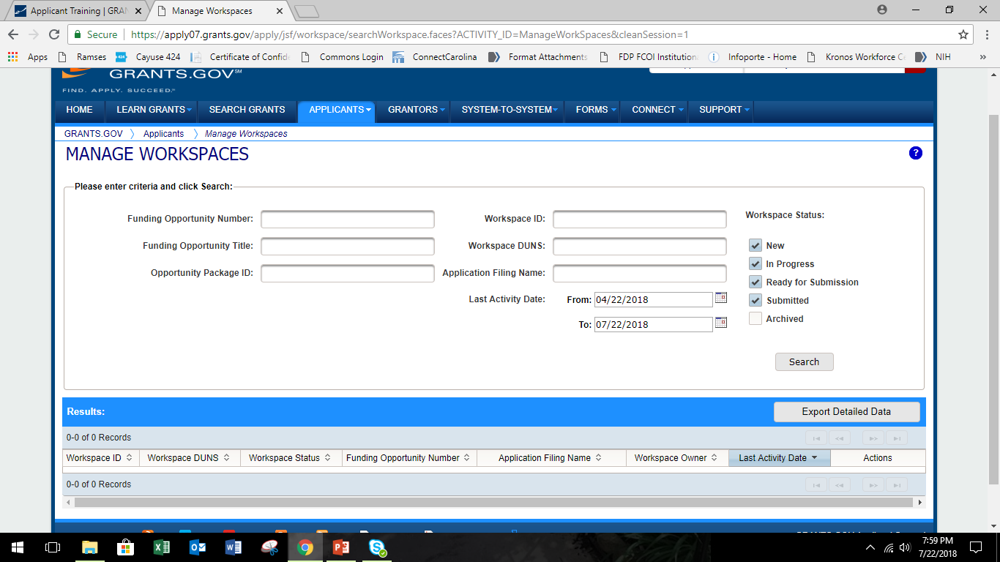 Applicant Training | GRAN
Manage Workspaces
Secure
https://apply07.grants.gov/apply/jsf/workspace/searchWorkspace.faces?ACTIVITY_ID=ManageWorkSpaces&cleanSession=1
Apps Ramses Cayuse 424 Certificate of Confid Commons Login ConnectCarolina Format Attachments FDP FCOI Institution Infoporte - Home Kronos Workforce Ce NIH »
GRANTS.GOV℠
FIND. APPLY. SUCCEED.℠
HOME LEARN GRANTS SEARCH GRANTS APPLICANTS GRANTORS SYSTEM-TO-SYSTEM FORMS CONNECT SUPPORT
GRANTS.GOV Applicants Manage Workspaces
MANAGE WORKSPACES
?
Please enter criteria and click Search:
Funding Opportunity Number: Workspace ID: Workspace Status:
Funding Opportunity Title: Workspace DUNS: New
In Progress
Opportunity Package ID: Application Filing Name: Ready for Submission
Last Activity Date: From: 04/22/2018 Submitted
Archived
To: 07/22/2018
Search
Results: Export Detailed Data
0-0 of 0 Records
Workspace ID Workspace DUNS Workspace Status Funding Opportunity Number Application Filing Name Workspace Owner Last Activity Date Actions
0-0 of 0 Records
7:59 PM
7/22/2018